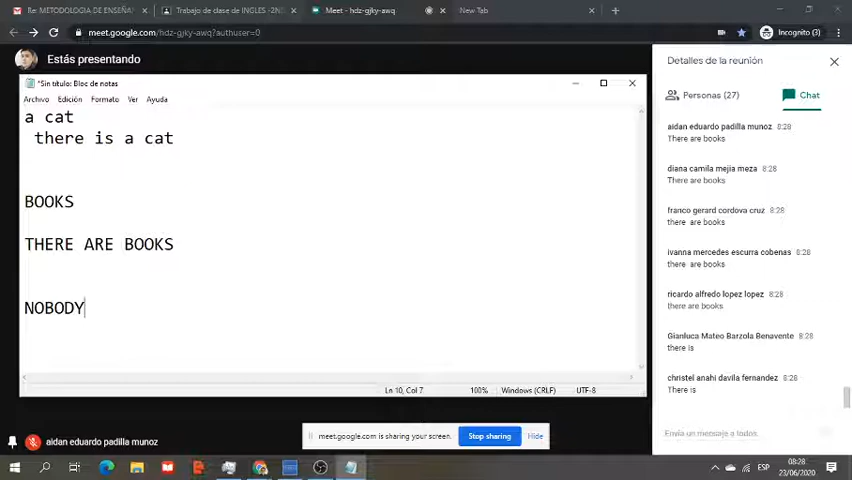 Re: METODOLOGIA DE ENSEÑA
Trabajo de clase de INGLES -2N
Meet - hdz-gjky-awq
New Tab
meet.google.com/hdz-gjky-awq?authuser=0
Incognito (3)
Estás presentando
*Sin título: Bloc de notas
Archivo Edición Formato Ver Ayuda
a cat
there is a cat
BOOKS
THERE ARE BOOKS
NOBODY
Ln 10, Col 7 100% Windows (CRLF) UTF-8
aidan eduardo padilla munoz
meet.google.com is sharing your screen. Stop sharing Hide
Detalles de la reunión
Personas (27) Chat
aidan eduardo padilla munoz 8:28
There are books
diana camila mejia meza 8:28
There are books
franco gerard cordova cruz 8:28
there are books
ivanna mercedes escurra cobenas 8:28
there are books
ricardo alfredo lopez lopez 8:28
there are books
Gianluca Mateo Barzola Benavente 8:28
there is
christel anahi davila fernandez 8:28
There is
Envía un mensaje a todos.
ESP
08:28
23/06/2020